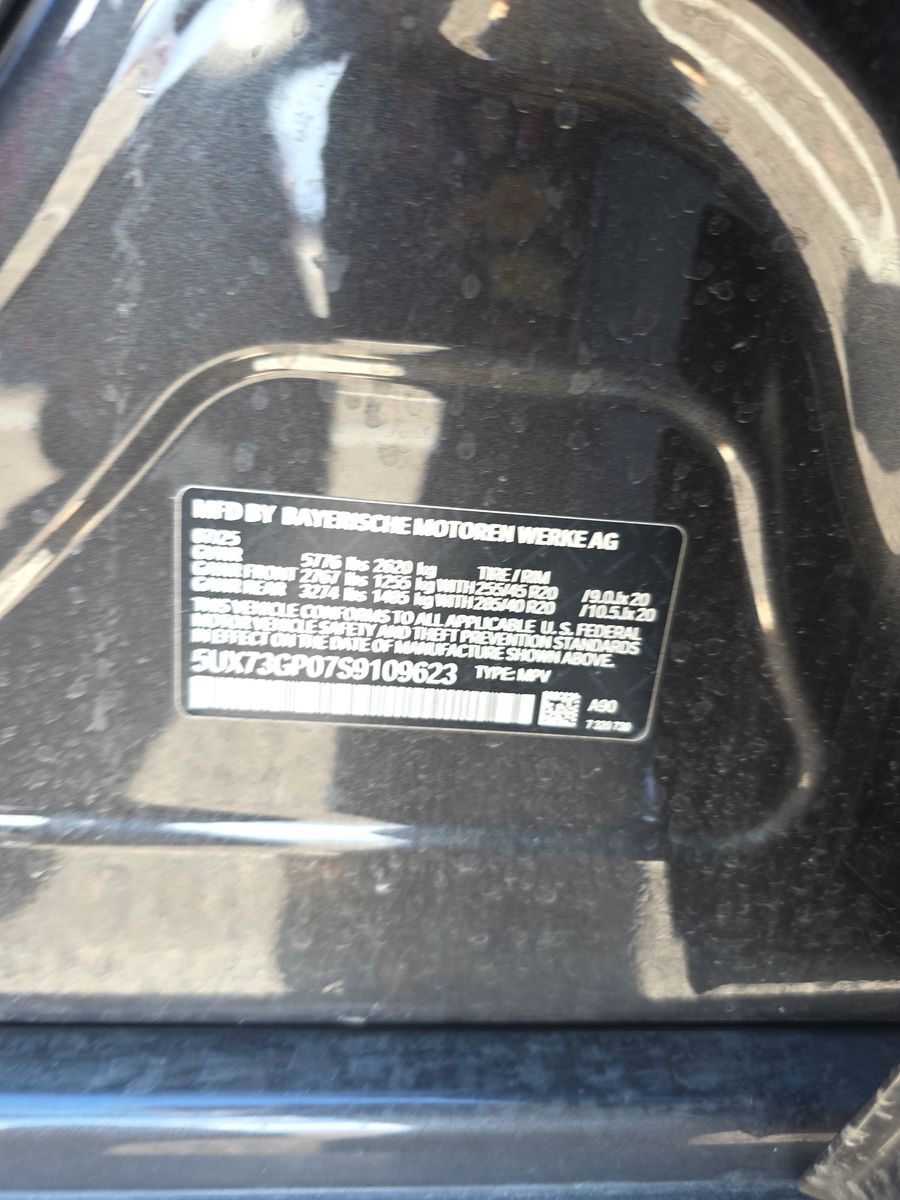 MFD BY BAYERISCHE MOTOREN WERKE AG
07/25
GVWR 5776 lbs 2620 kg TIRE / RIM
GAWR FRONT 2767 lbs 1255 kg WITH 255/45 R20 / 9.0Jx20
GAWR REAR 3274 lbs 1485 kg WITH 285/40 R20 / 10.5Jx20
THIS VEHICLE CONFORMS TO ALL APPLICABLE U. S. FEDERAL
MOTOR VEHICLE SAFETY AND THEFT PREVENTION STANDARDS
IN EFFECT ON THE DATE OF MANUFACTURE SHOWN ABOVE.
5UX73GP07S9109623 TYPE: MPV
A90